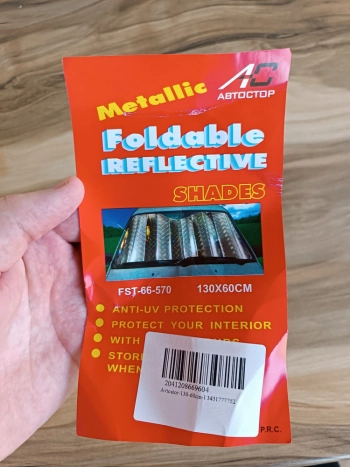 Metallic
АВТОСТОР
Foldable
REFLECTIVE
SHADES
FST-66-570 130X60CM
ANTI-UV PROTECTION
PROTECT YOUR INTERIOR
WITH
STOR
WHEN
2041208669604
P.R.C.